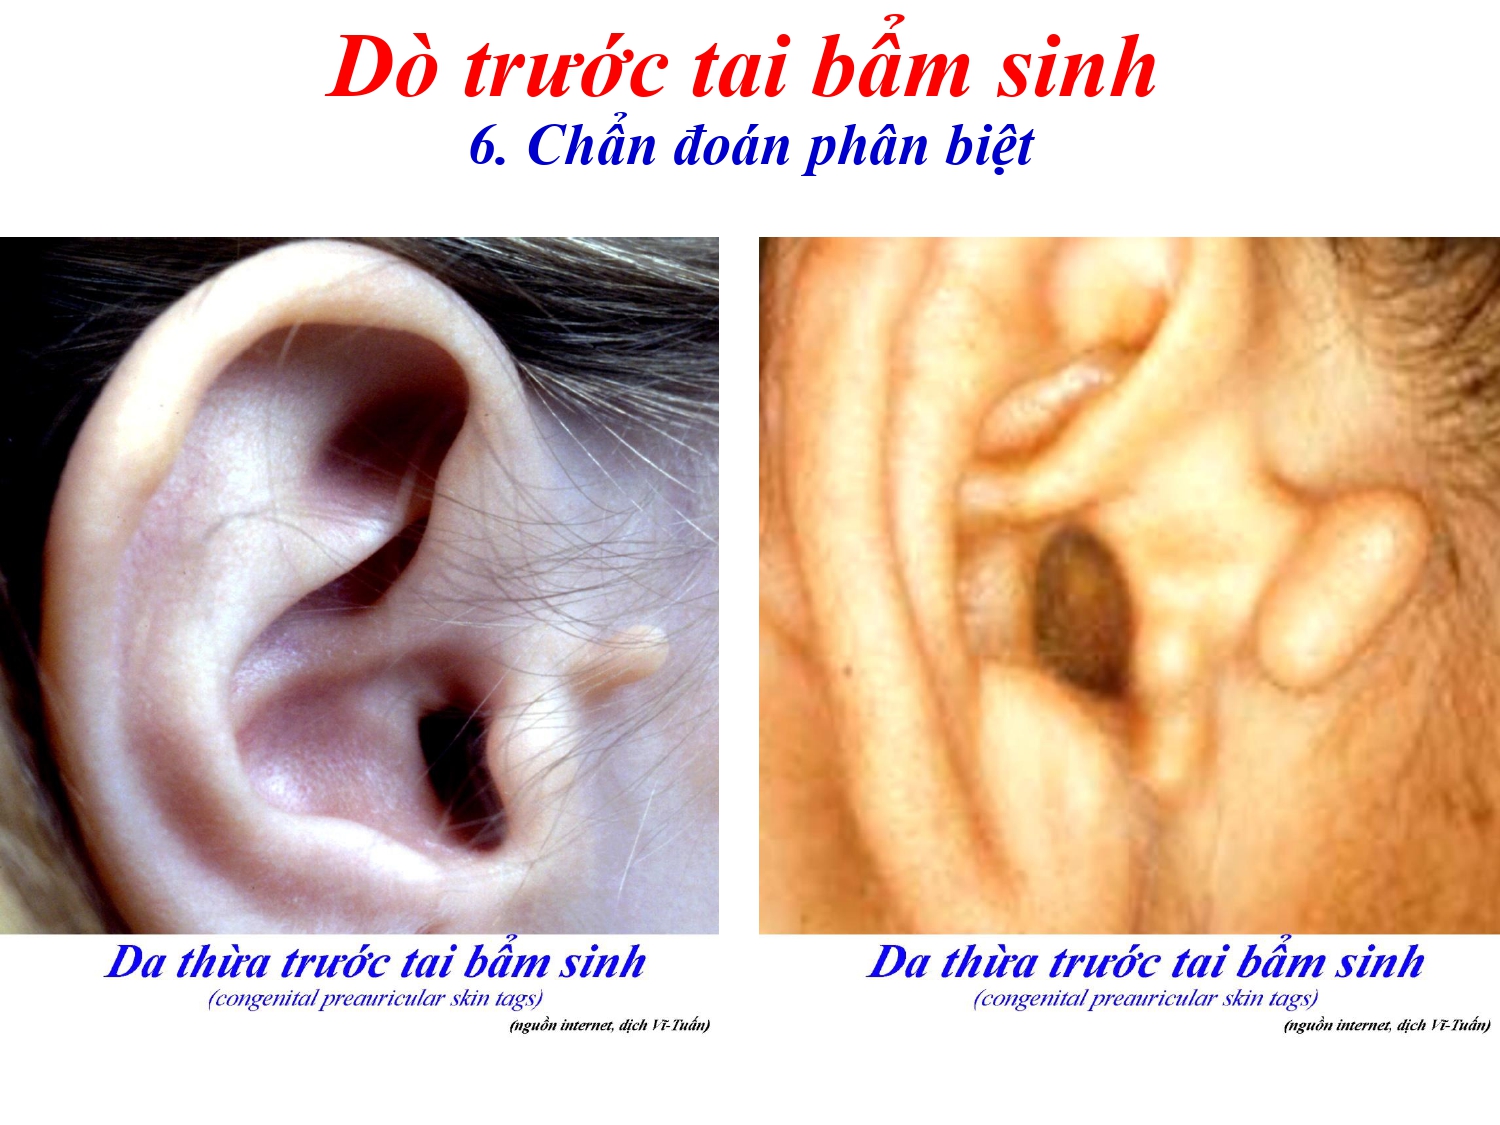 Dò trước tai bẩm sinh
6. Chẩn đoán phân biệt
Da thừa trước tai bẩm sinh
(congenital preauricular skin tags)
(nguồn internet, dịch Vĩ-Tuấn)
Da thừa trước tai bẩm sinh
(congenital preauricular skin tags)
(nguồn internet, dịch Vĩ-Tuấn)